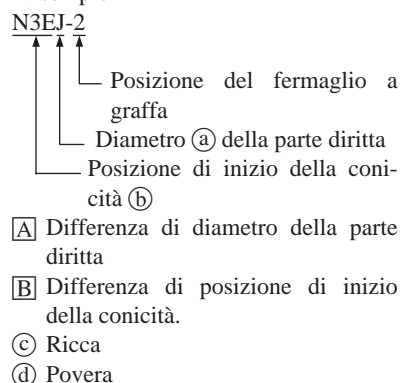 N3EJ-2
Posizione del fermaglio a
graffa
Diametro ⓐ della parte diritta
Posizione di inizio della coni-
cità ⓑ
🄰 Differenza di diametro della parte
diritta
🄱 Differenza di posizione di inizio
della conicità.
ⓒ Ricca
ⓓ Povera